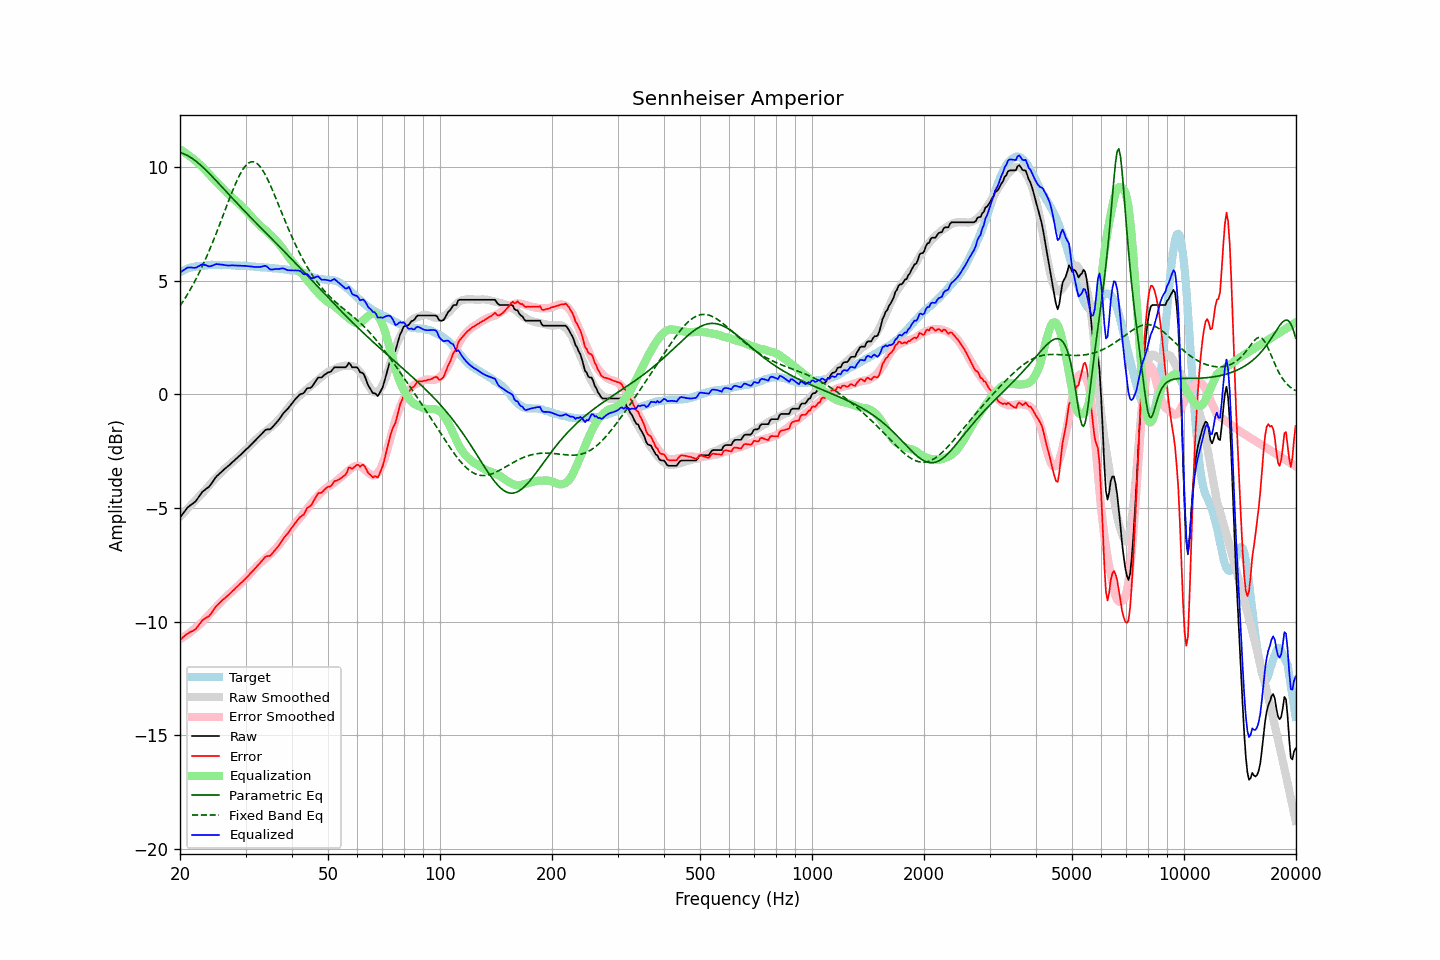 Sennheiser Amperior
Amplitude (dBr)
10
5
0
−5
−10
−15
−20
Target
Raw Smoothed
Error Smoothed
Raw
Error
Equalization
Parametric Eq
Fixed Band Eq
Equalized
20 50 100 200 500 1000 2000 5000 10000 20000
Frequency (Hz)